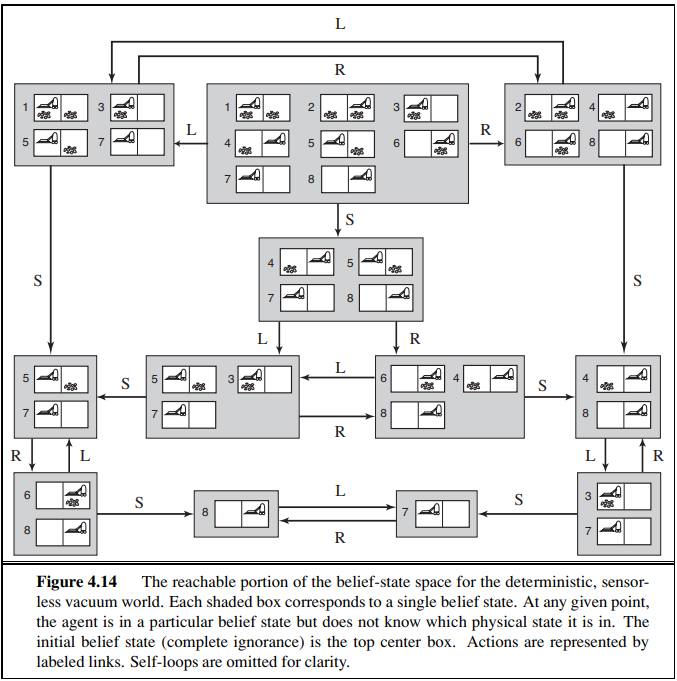 L
R
1 3
5 7
L
1 2 3
4 5 6
7 8
R
2 4
6 8
S
S
S
4 5
7 8
L R
5
7
S
5 3
7
L
R
6 4
8
S
4
8
R L
L R
6
8
S
8
L
R
7
S
3
7
Figure 4.14 The reachable portion of the belief-state space for the deterministic, sensor-
less vacuum world. Each shaded box corresponds to a single belief state. At any given point,
the agent is in a particular belief state but does not know which physical state it is in. The
initial belief state (complete ignorance) is the top center box. Actions are represented by
labeled links. Self-loops are omitted for clarity.